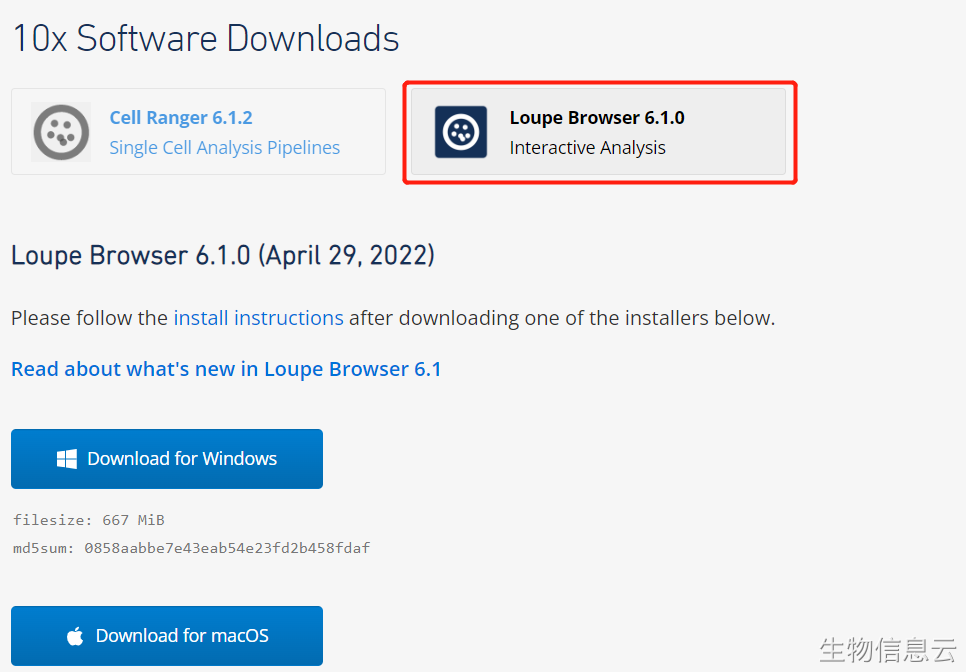 10x Software Downloads
Cell Ranger 6.1.2
Single Cell Analysis Pipelines
Loupe Browser 6.1.0
Interactive Analysis
Loupe Browser 6.1.0 (April 29, 2022)
Please follow the install instructions after downloading one of the installers below.
Read about what's new in Loupe Browser 6.1
Download for Windows
filesize: 667 MiB
md5sum: 0858aabbe7e43eab54e23fd2b458fdaf
Download for macOS
生物信息云